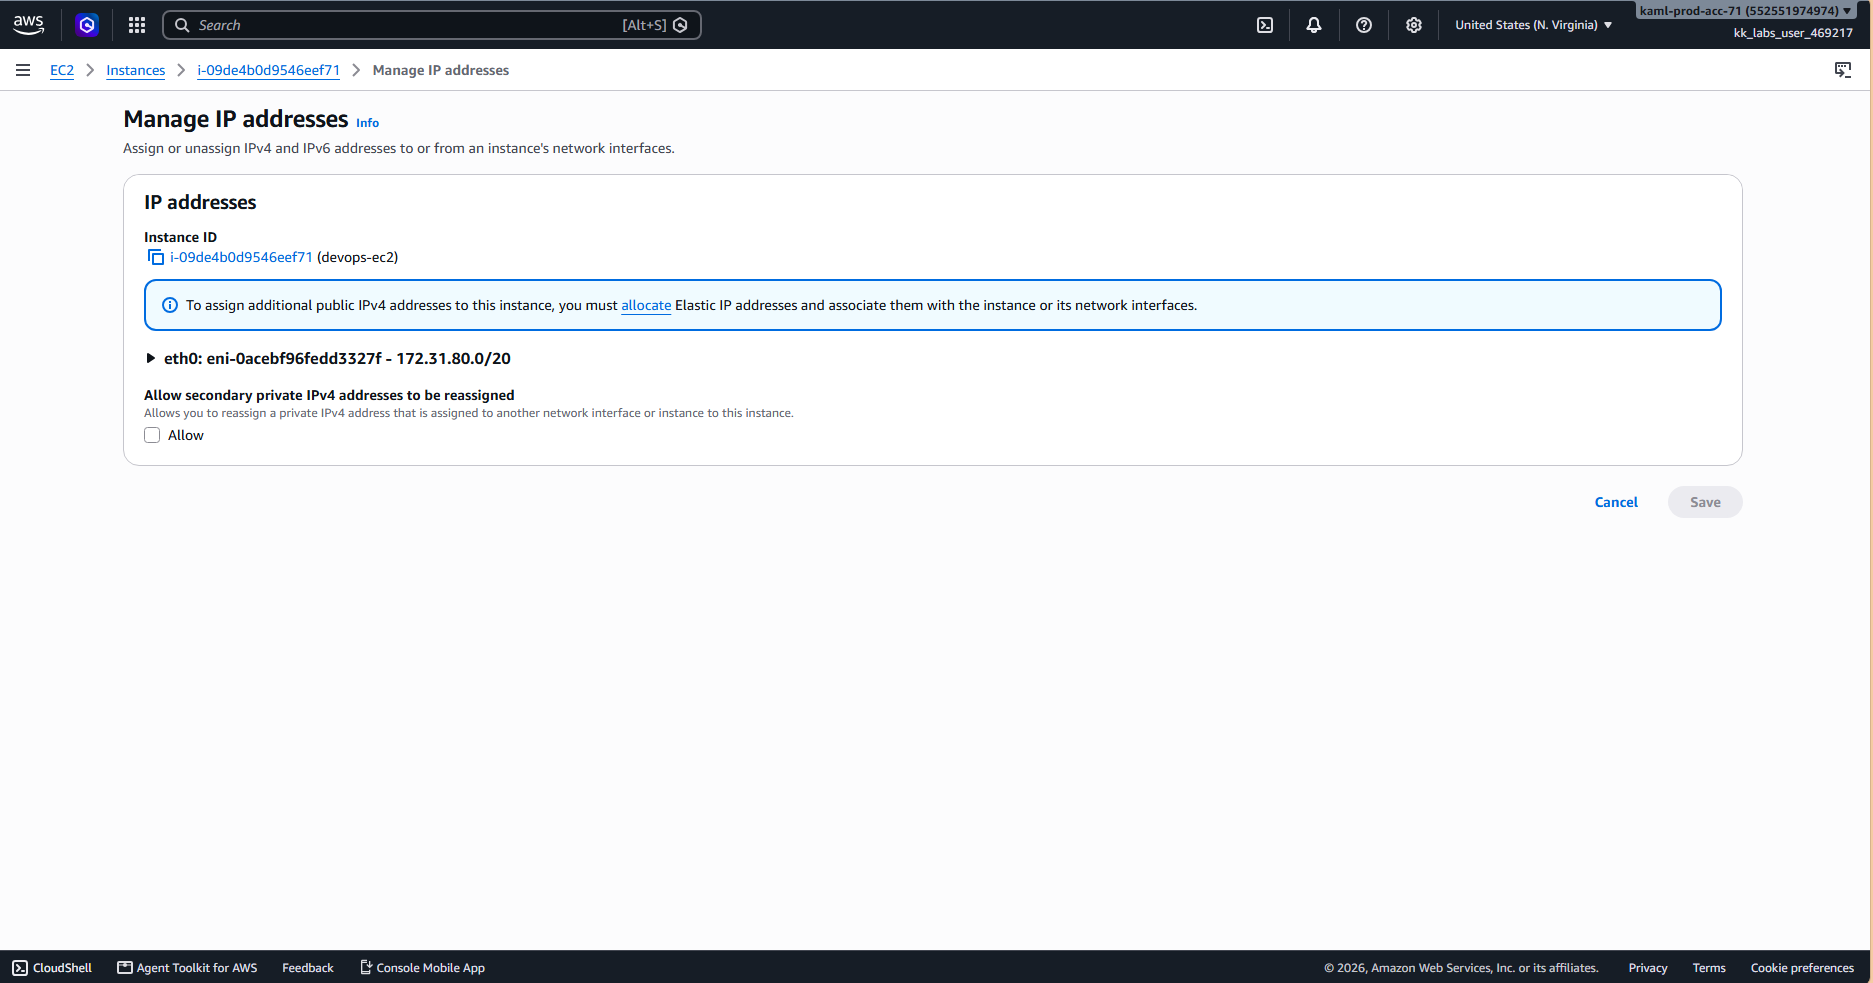 aws
Search [Alt+S]
United States (N. Virginia)
kaml-prod-acc-71 (552551974974)
kk_labs_user_469217
EC2 Instances i-09de4b0d9546eef71 Manage IP addresses
Manage IP addresses Info
Assign or unassign IPv4 and IPv6 addresses to or from an instance's network interfaces.
IP addresses
Instance ID
i-09de4b0d9546eef71 (devops-ec2)
To assign additional public IPv4 addresses to this instance, you must allocate Elastic IP addresses and associate them with the instance or its network interfaces.
eth0: eni-0acebf96fedd3327f - 172.31.80.0/20
Allow secondary private IPv4 addresses to be reassigned
Allows you to reassign a private IPv4 address that is assigned to another network interface or instance to this instance.
Allow
Cancel Save
CloudShell Agent Toolkit for AWS Feedback Console Mobile App © 2026, Amazon Web Services, Inc. or its affiliates. Privacy Terms Cookie preferences